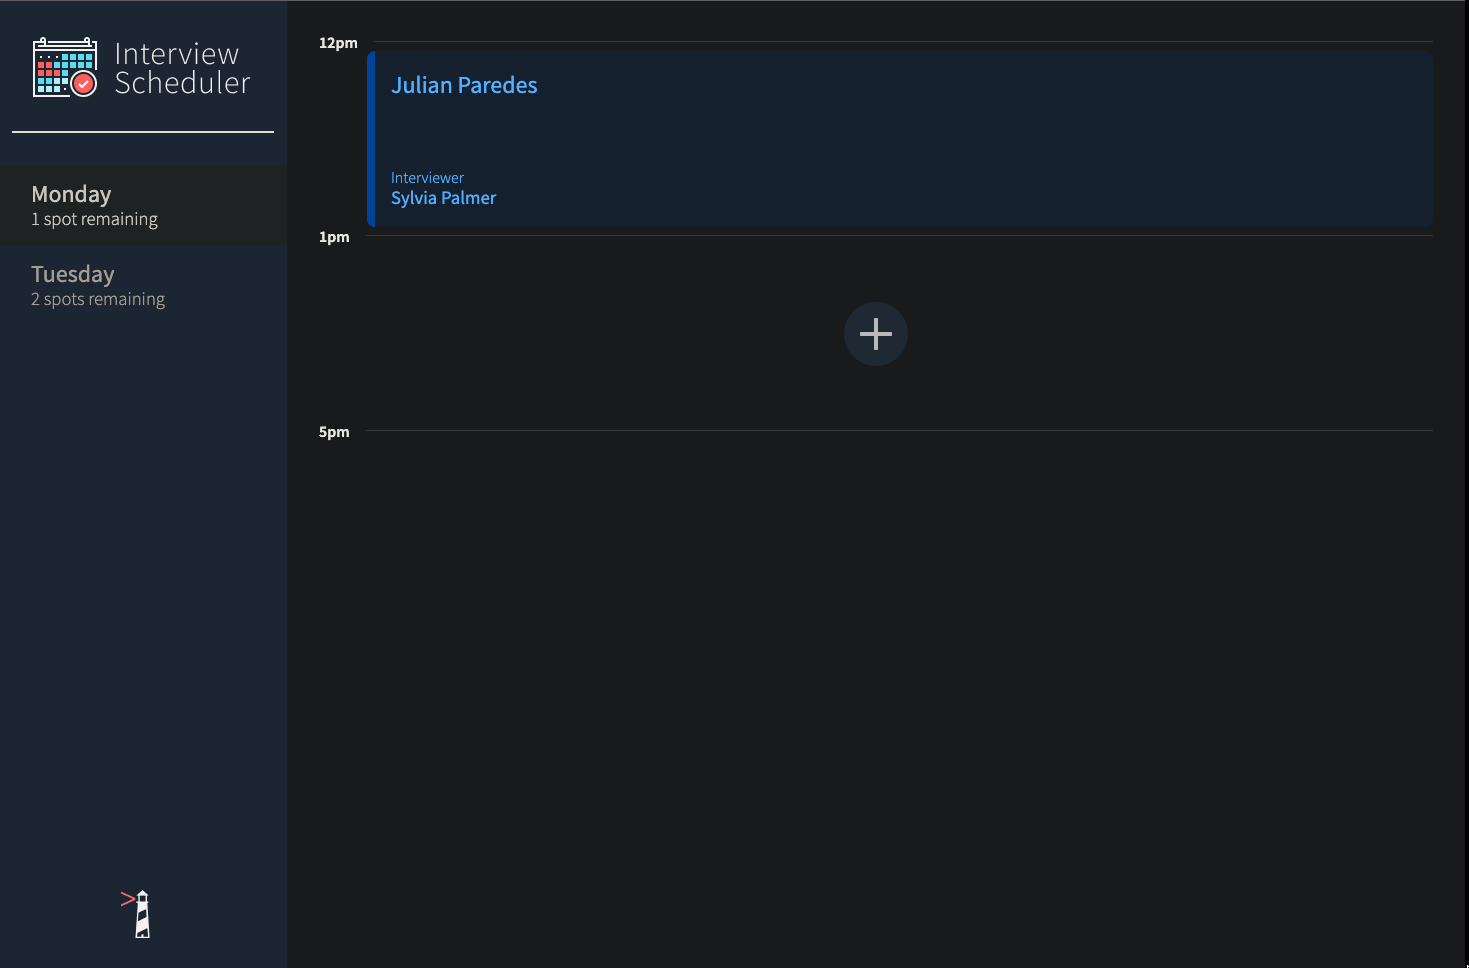 Interview
Scheduler
Monday
1 spot remaining
Tuesday
2 spots remaining
12pm
Julian Paredes
Interviewer
Sylvia Palmer
1pm
5pm